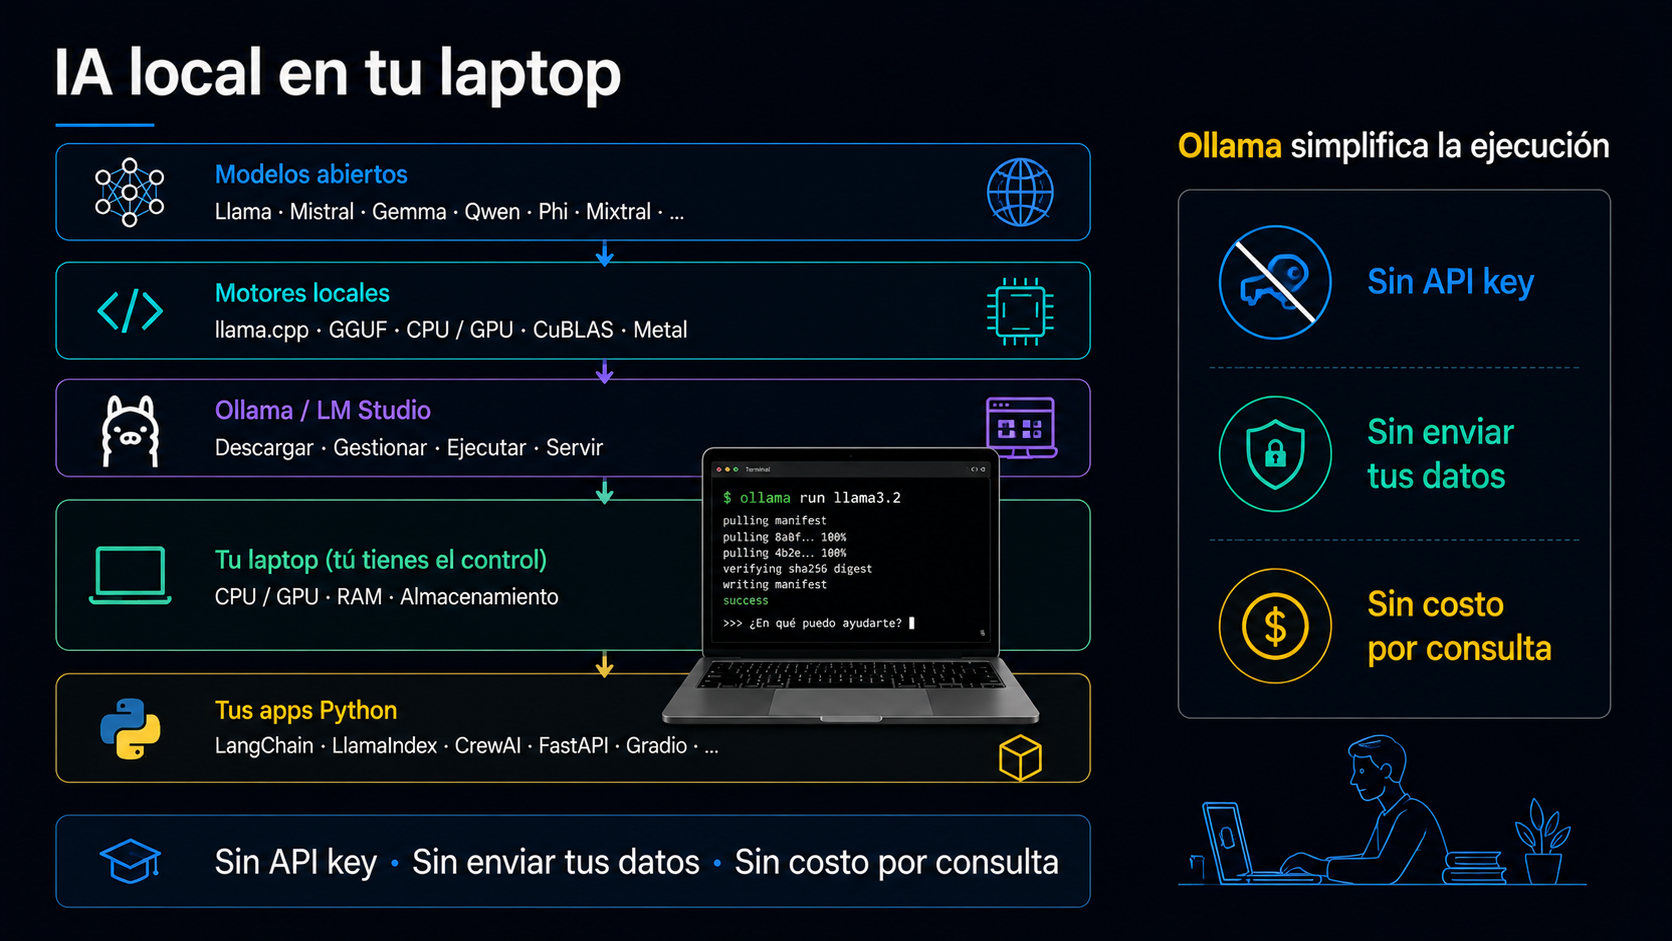 IA local en tu laptop
Modelos abiertos
Llama · Mistral · Gemma · Qwen · Phi · Mixtral · ...
Motores locales
llama.cpp · GGUF · CPU / GPU · CuBLAS · Metal
Ollama / LM Studio
Descargar · Gestionar · Ejecutar · Servir
Tu laptop (tú tienes el control)
CPU / GPU · RAM · Almacenamiento
Terminal
$ ollama run llama3.2
pulling manifest
pulling 8a0f... 100%
pulling 4b2e... 100%
verifying sha256 digest
writing manifest
success
>>> ¿En qué puedo ayudarte?
Tus apps Python
LangChain · LlamaIndex · CrewAI · FastAPI · Gradio · ...
Sin API key · Sin enviar tus datos · Sin costo por consulta
Ollama simplifica la ejecución
Sin API key
Sin enviar
tus datos
$
Sin costo
por consulta